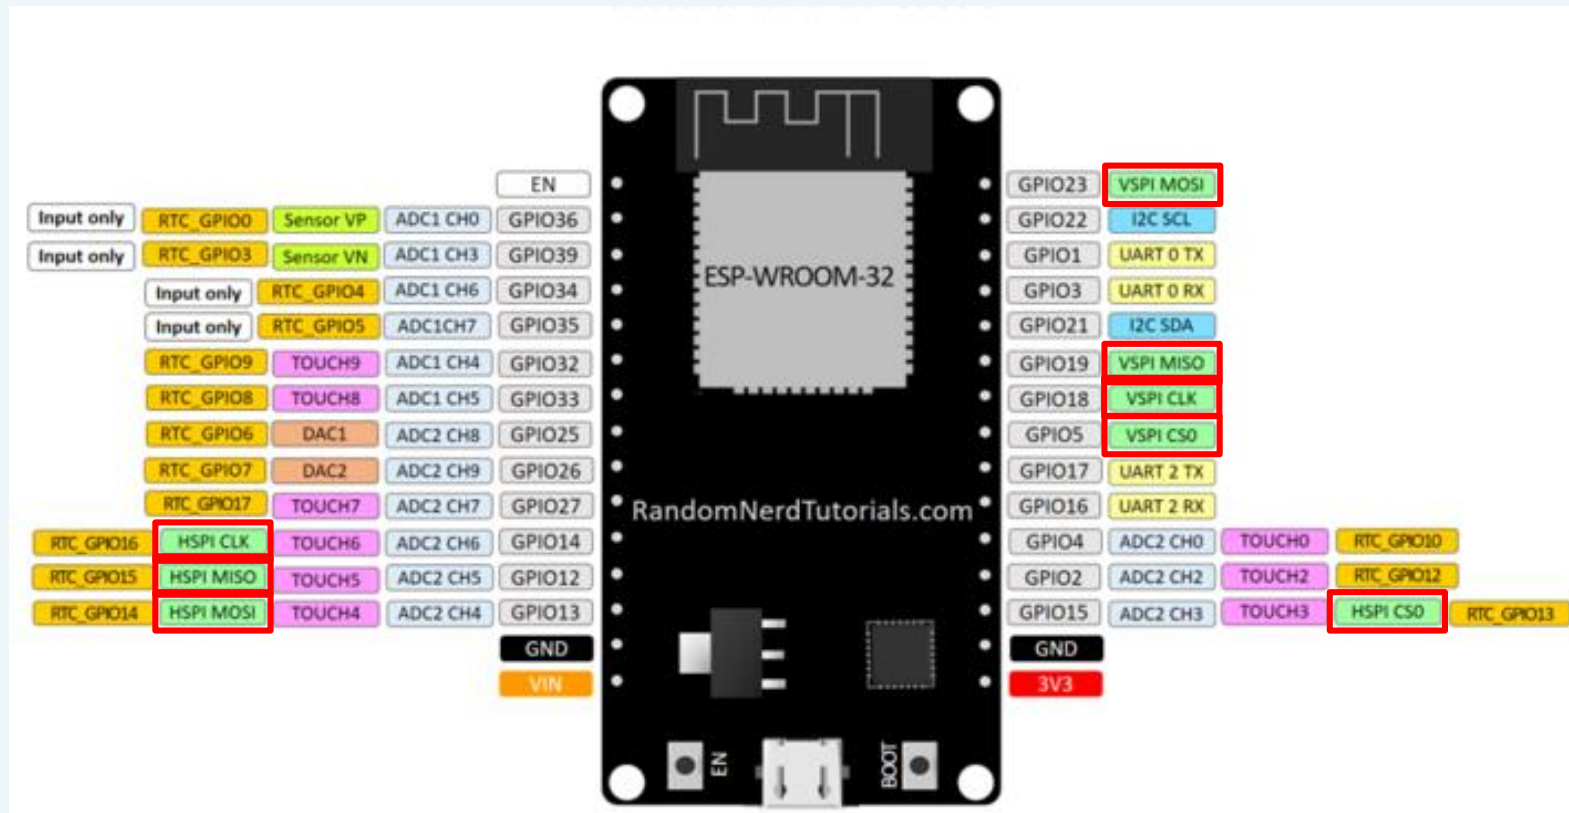 EN GPIO23 VSPI MOSI
Input only RTC_GPIO0 Sensor VP ADC1 CH0 GPIO36 GPIO22 I2C SCL
Input only RTC_GPIO3 Sensor VN ADC1 CH3 GPIO39 GPIO1 UART 0 TX
Input only RTC_GPIO4 ADC1 CH6 GPIO34 ESP-WROOM-32 GPIO3 UART 0 RX
Input only RTC_GPIO5 ADC1CH7 GPIO35 GPIO21 I2C SDA
RTC_GPIO9 TOUCH9 ADC1 CH4 GPIO32 GPIO19 VSPI MISO
RTC_GPIO8 TOUCH8 ADC1 CH5 GPIO33 GPIO18 VSPI CLK
RTC_GPIO6 DAC1 ADC2 CH8 GPIO25 GPIO5 VSPI CS0
RTC_GPIO7 DAC2 ADC2 CH9 GPIO26 GPIO17 UART 2 TX
RTC_GPIO17 TOUCH7 ADC2 CH7 GPIO27 RandomNerdTutorials.com GPIO16 UART 2 RX
RTC_GPIO16 HSPI CLK TOUCH6 ADC2 CH6 GPIO14 GPIO4 ADC2 CH0 TOUCH0 RTC_GPIO10
RTC_GPIO15 HSPI MISO TOUCH5 ADC2 CH5 GPIO12 GPIO2 ADC2 CH2 TOUCH2 RTC_GPIO12
RTC_GPIO14 HSPI MOSI TOUCH4 ADC2 CH4 GPIO13 GPIO15 ADC2 CH3 TOUCH3 HSPI CS0 RTC_GPIO13
GND GND
VIN 3V3
EN BOOT